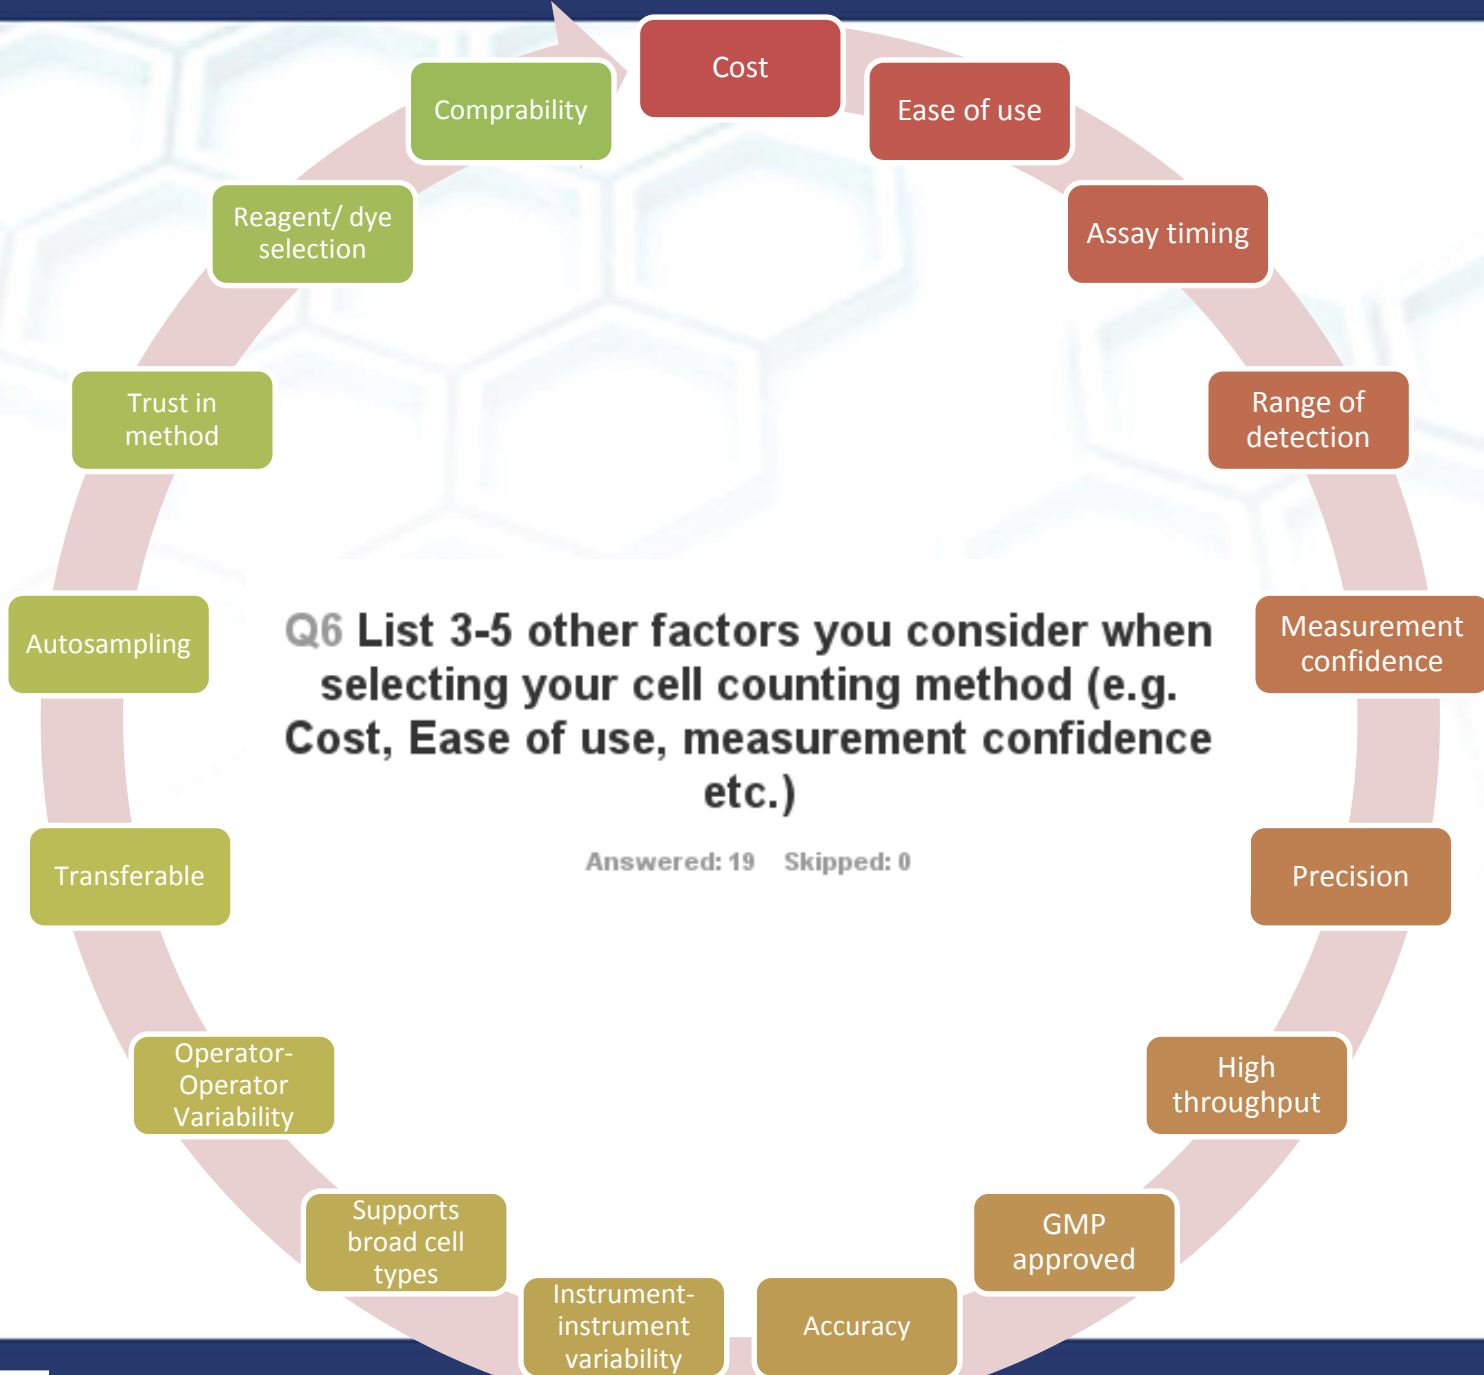 Cost
Ease of use
Assay timing
Range of
detection
Measurement
confidence
Precision
High
throughput
GMP
approved
Accuracy
Instrument-
instrument
variability
Supports
broad cell
types
Operator-
Operator
Variability
Transferable
Autosampling
Trust in
method
Reagent/ dye
selection
Comprability
Q6 List 3-5 other factors you consider when
selecting your cell counting method (e.g.
Cost, Ease of use, measurement confidence
etc.)
Answered: 19 Skipped: 0